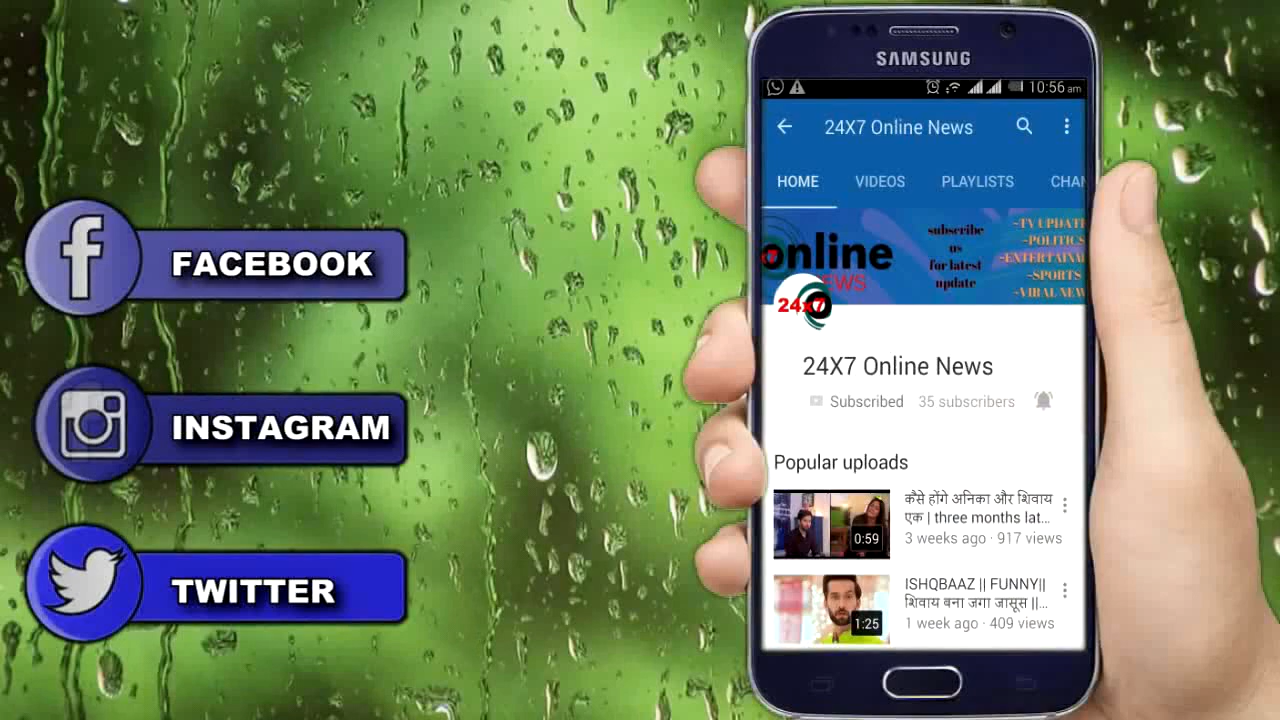 FACEBOOK
INSTAGRAM
TWITTER
SAMSUNG
10:56 am
24X7 Online News
HOME VIDEOS PLAYLISTS CHAN
online
NEWS
24x7
subscribe
us
for latest
update
~TV UPDATE
~POLITICS
~ENTERTAINM
~SPORTS
~VIRAL NEW
24X7 Online News
Subscribed 35 subscribers
Popular uploads
0:59
कैसे होंगे अनिका और शिवाय
एक | three months lat...
3 weeks ago · 917 views
1:25
ISHQBAAZ || FUNNY||
शिवाय बना जगा जासूस ||...
1 week ago · 409 views